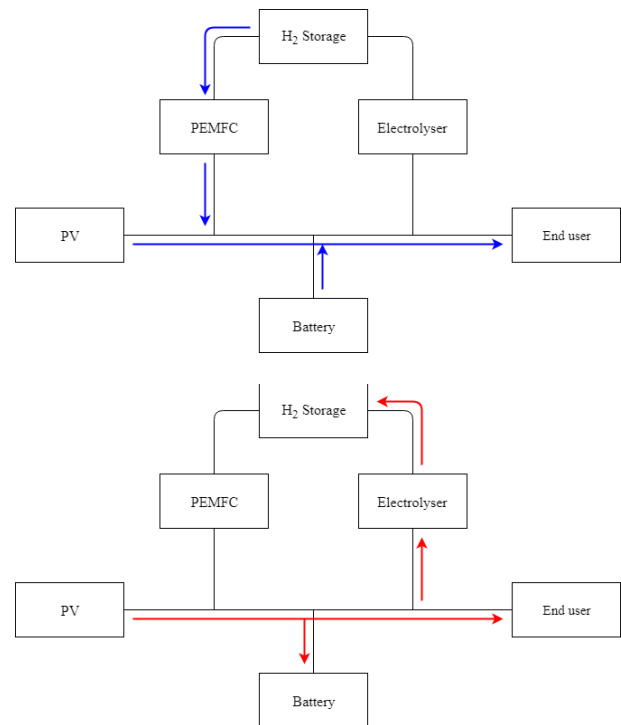 H₂ Storage
PEMFC
Electrolyser
PV
End user
Battery
H₂ Storage
PEMFC
Electrolyser
PV
End user
Battery